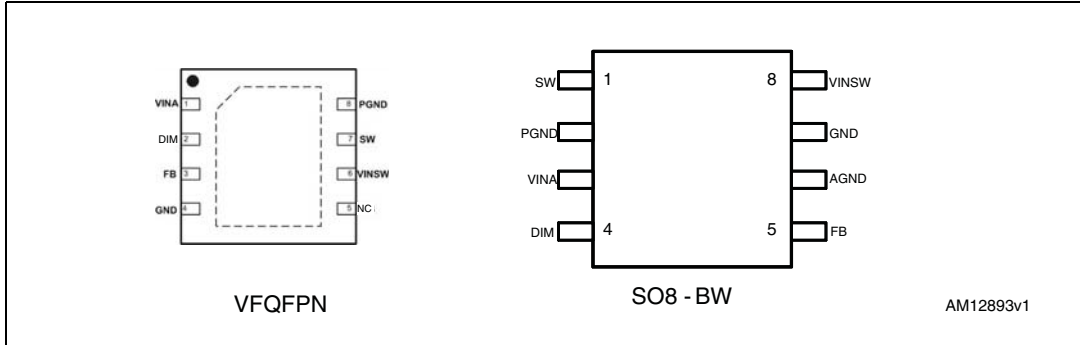 VINA 1
DIM 2
FB 3
GND 4
8 PGND
7 SW
6 VINSW
5 NC
VFQFPN
SW 1
PGND
VINA
DIM 4
8 VINSW
GND
AGND
5 FB
SO8 - BW
AM12893v1